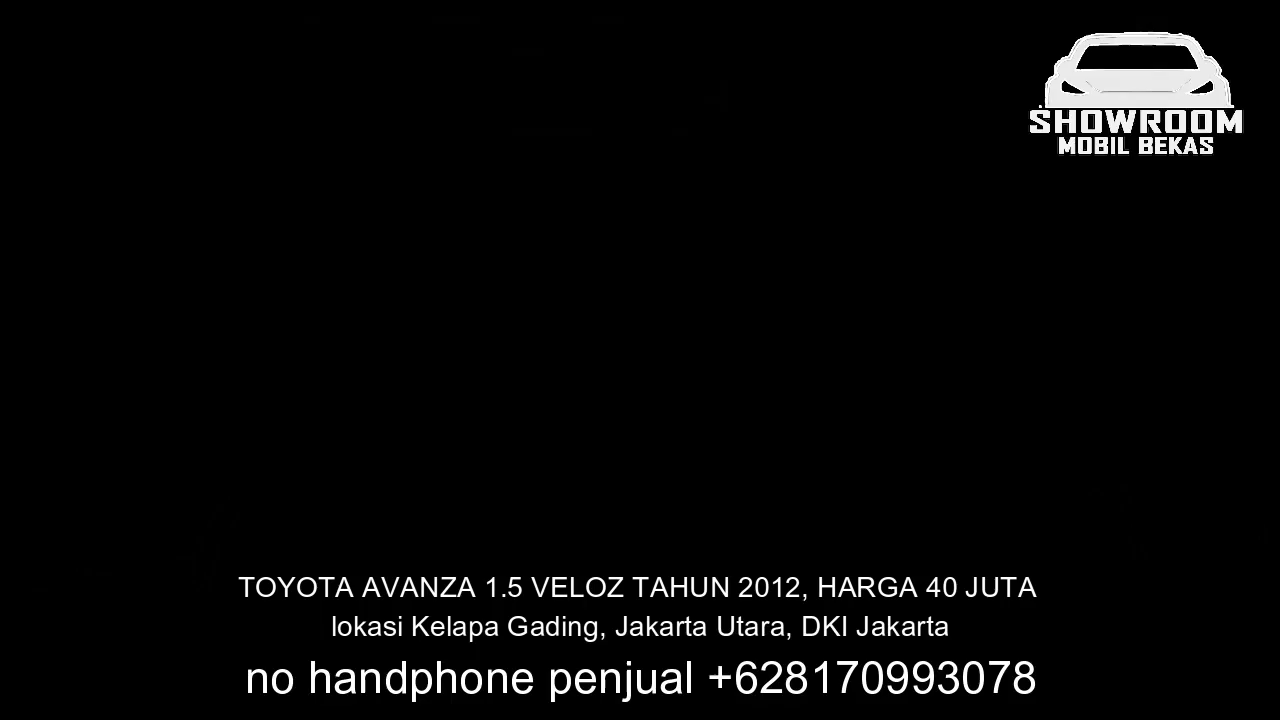 SHOWROOM
MOBIL BEKAS
TOYOTA AVANZA 1.5 VELOZ TAHUN 2012, HARGA 40 JUTA
lokasi Kelapa Gading, Jakarta Utara, DKI Jakarta
no handphone penjual +628170993078